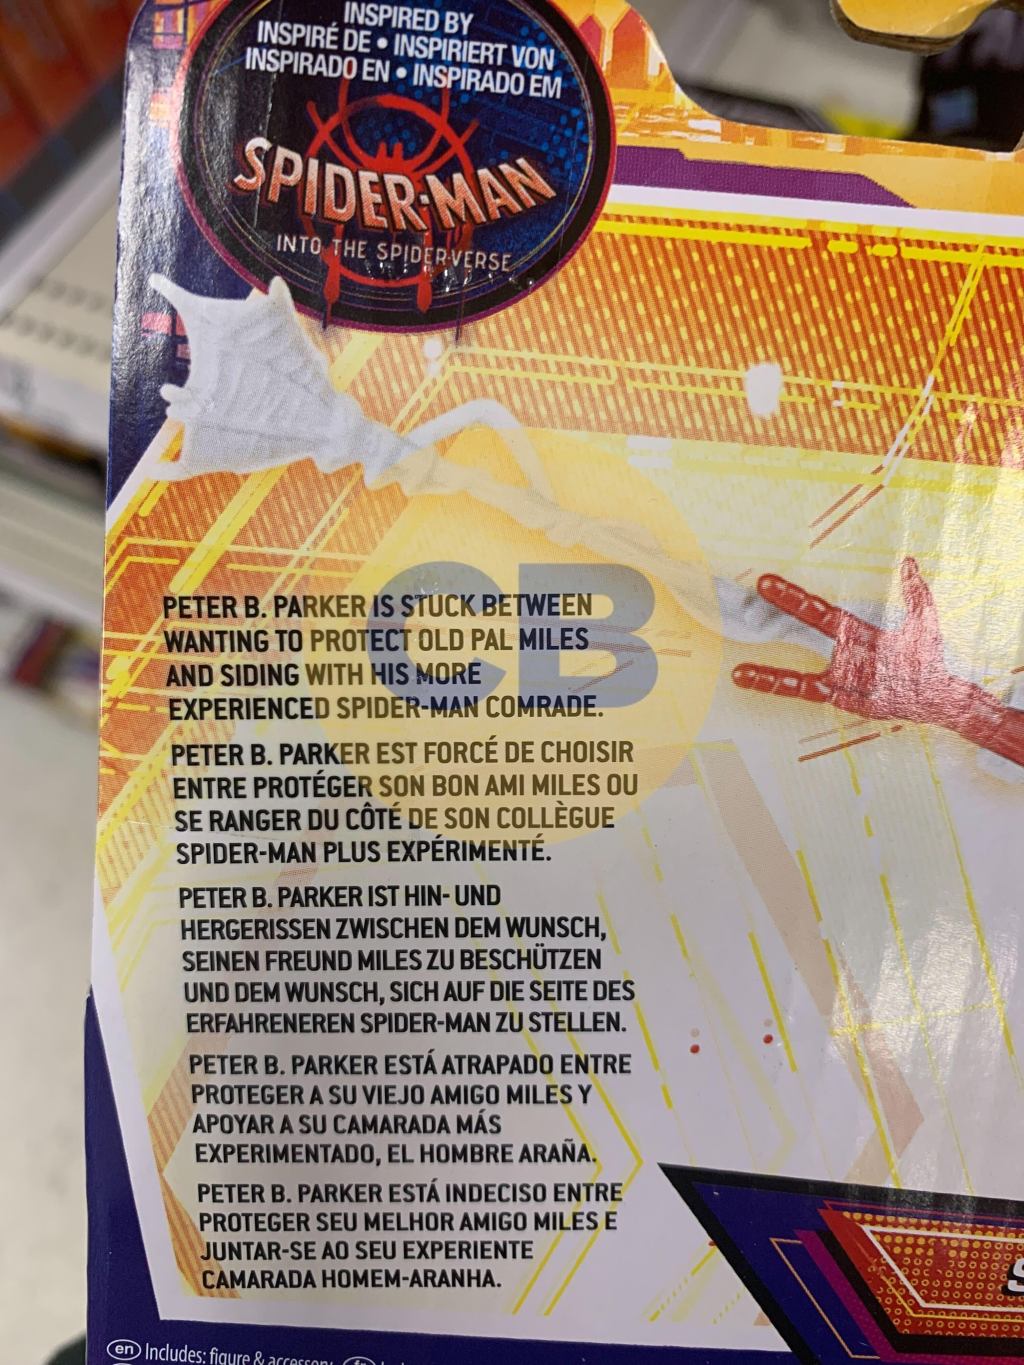 INSPIRED BY
INSPIRÉ DE • INSPIRIERT VON
INSPIRADO EN • INSPIRADO EM
SPIDER-MAN
INTO THE SPIDER-VERSE
CB
PETER B. PARKER IS STUCK BETWEEN
WANTING TO PROTECT OLD PAL MILES
AND SIDING WITH HIS MORE
EXPERIENCED SPIDER-MAN COMRADE.
PETER B. PARKER EST FORCÉ DE CHOISIR
ENTRE PROTÉGER SON BON AMI MILES OU
SE RANGER DU CÔTÉ DE SON COLLÈGUE
SPIDER-MAN PLUS EXPÉRIMENTÉ.
PETER B. PARKER IST HIN- UND
HERGERISSEN ZWISCHEN DEM WUNSCH,
SEINEN FREUND MILES ZU BESCHÜTZEN
UND DEM WUNSCH, SICH AUF DIE SEITE DES
ERFAHRENEREN SPIDER-MAN ZU STELLEN.
PETER B. PARKER ESTÁ ATRAPADO ENTRE
PROTEGER A SU VIEJO AMIGO MILES Y
APOYAR A SU CAMARADA MÁS
EXPERIMENTADO, EL HOMBRE ARAÑA.
PETER B. PARKER ESTÁ INDECISO ENTRE
PROTEGER SEU MELHOR AMIGO MILES E
JUNTAR-SE AO SEU EXPERIENTE
CAMARADA HOMEM-ARANHA.
en Includes: figure & accessory